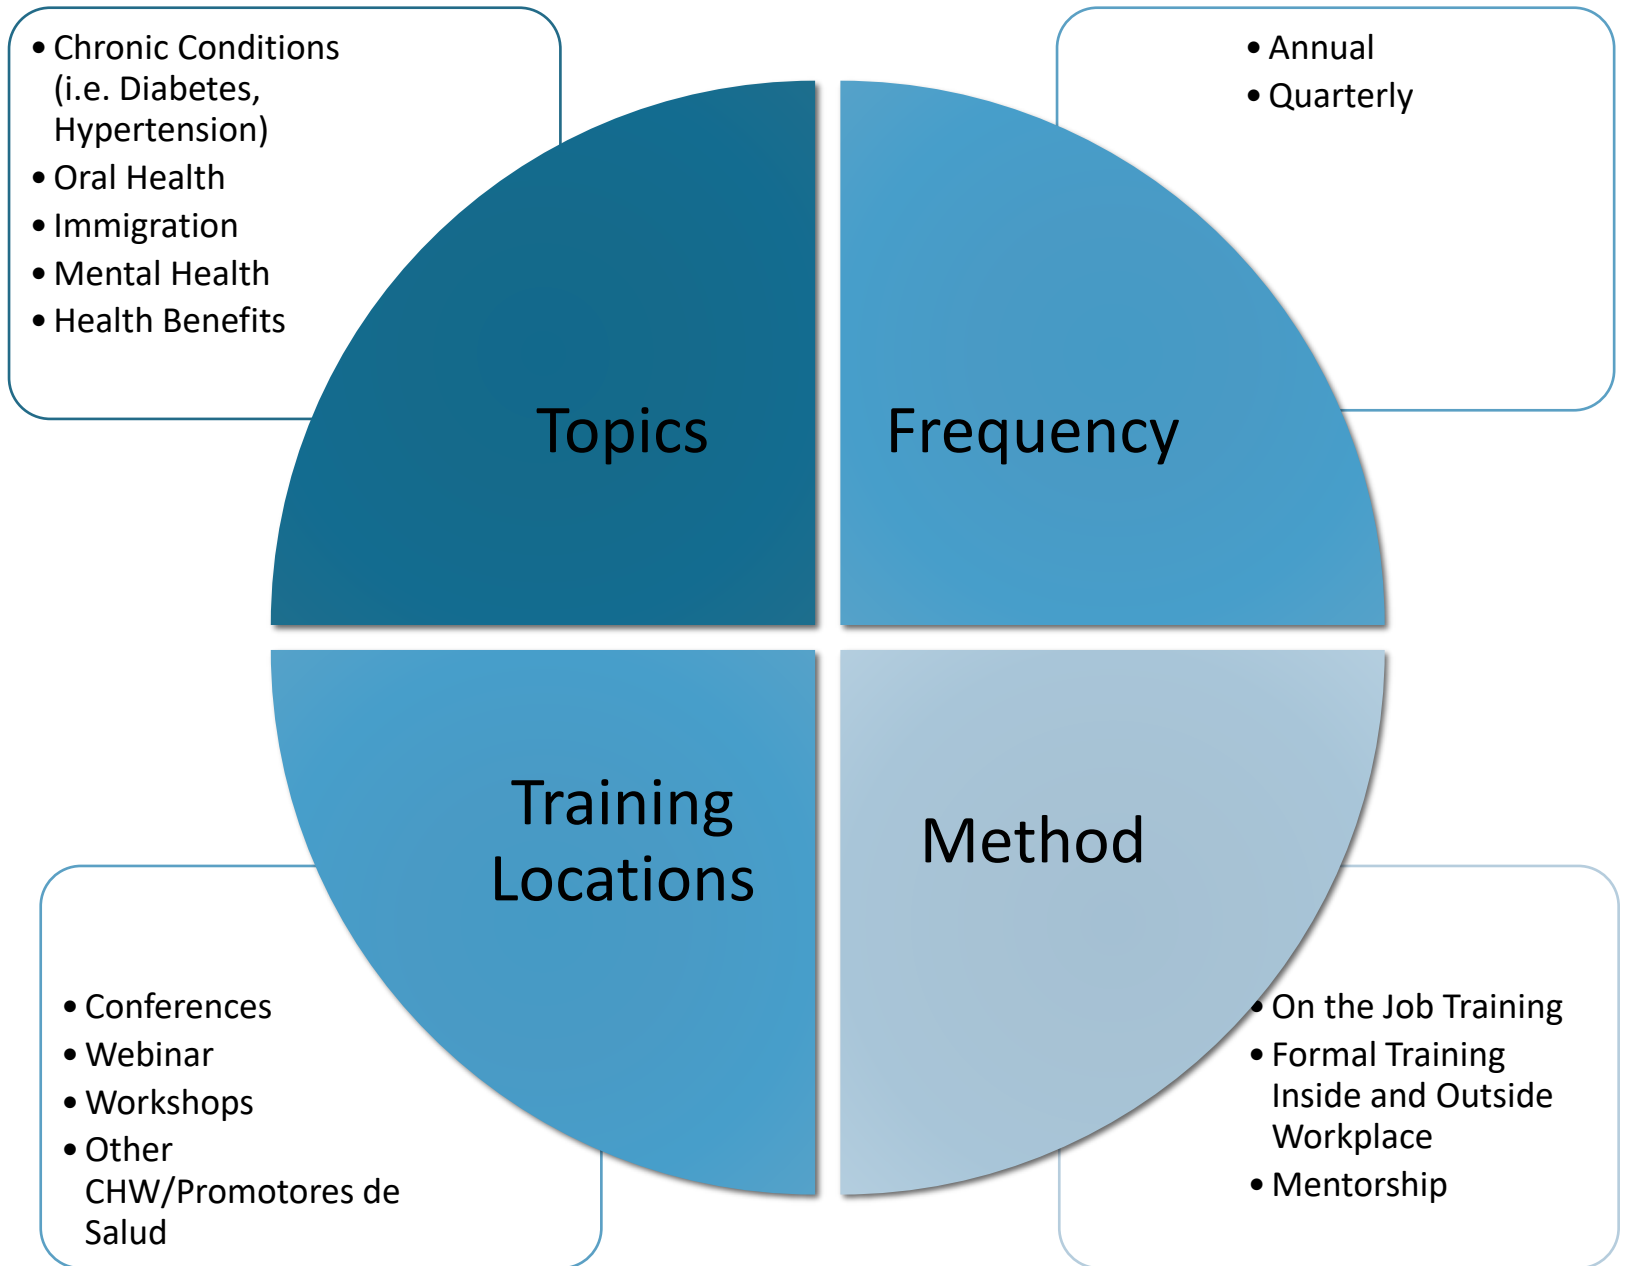 • Chronic Conditions
(i.e. Diabetes,
Hypertension)
• Oral Health
• Immigration
• Mental Health
• Health Benefits
Topics
• Annual
• Quarterly
Frequency
Training
Locations
• Conferences
• Webinar
• Workshops
• Other
CHW/Promotores de
Salud
Method
• On the Job Training
• Formal Training
Inside and Outside
Workplace
• Mentorship